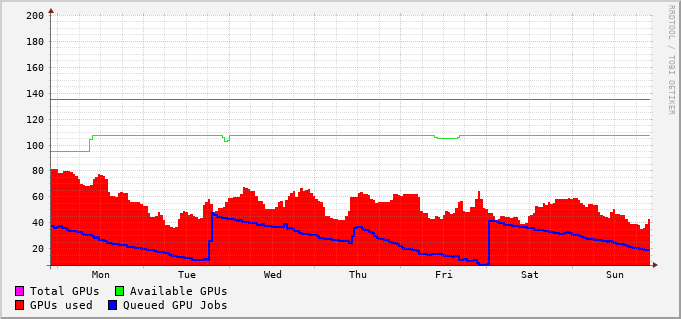 200
180
160
140
120
100
80
60
40
20
Mon Tue Wed Thu Fri Sat Sun
Total GPUs Available GPUs
GPUs used Queued GPU Jobs
RRDTOOL / TOBI OETIKER